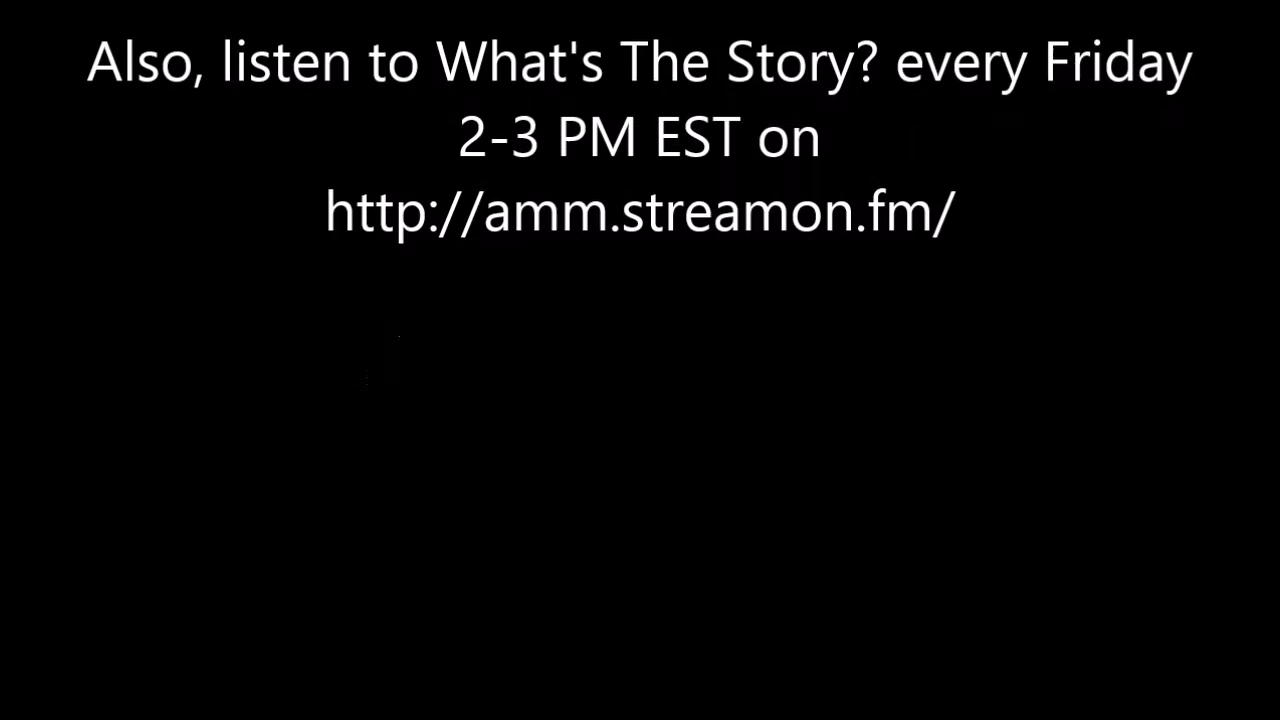 Also, listen to What's The Story? every Friday
2-3 PM EST on
http://amm.streamon.fm/